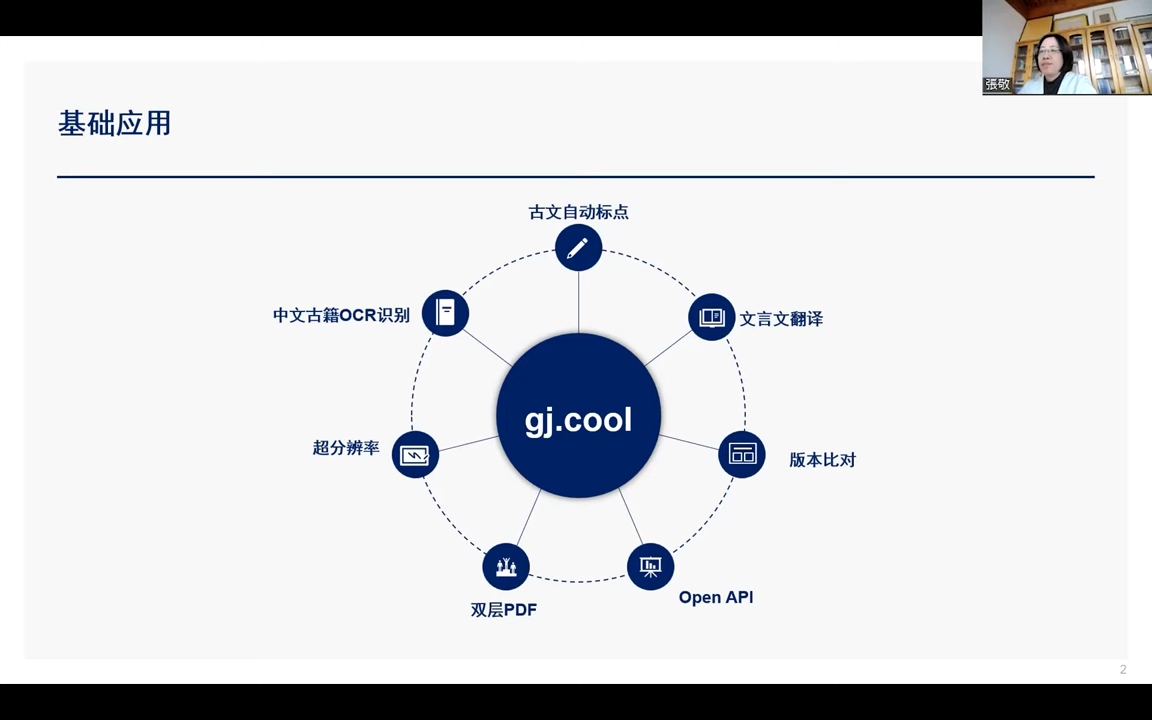 張敬
基础应用
古文自动标点
中文古籍OCR识别
文言文翻译
gj.cool
超分辨率
版本比对
双层PDF
Open API
2